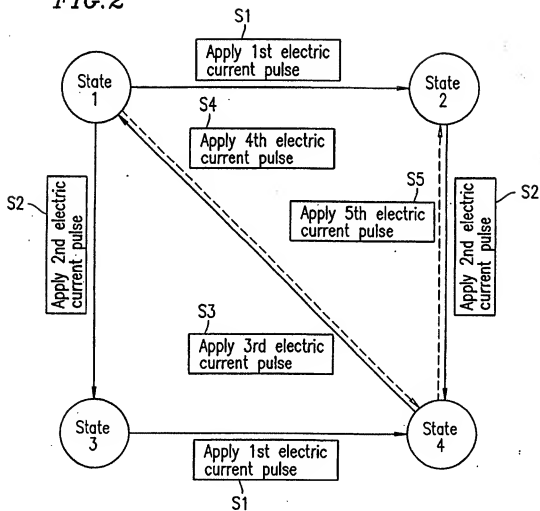 FIG.2
S1
Apply 1st electric
current pulse
State
1
State
2
S4
Apply 4th electric
current pulse
S2
Apply 2nd electric
current pulse
S5
Apply 5th electric
current pulse
S2
Apply 2nd electric
current pulse
S3
Apply 3rd electric
current pulse
State
3
State
4
Apply 1st electric
current pulse
S1